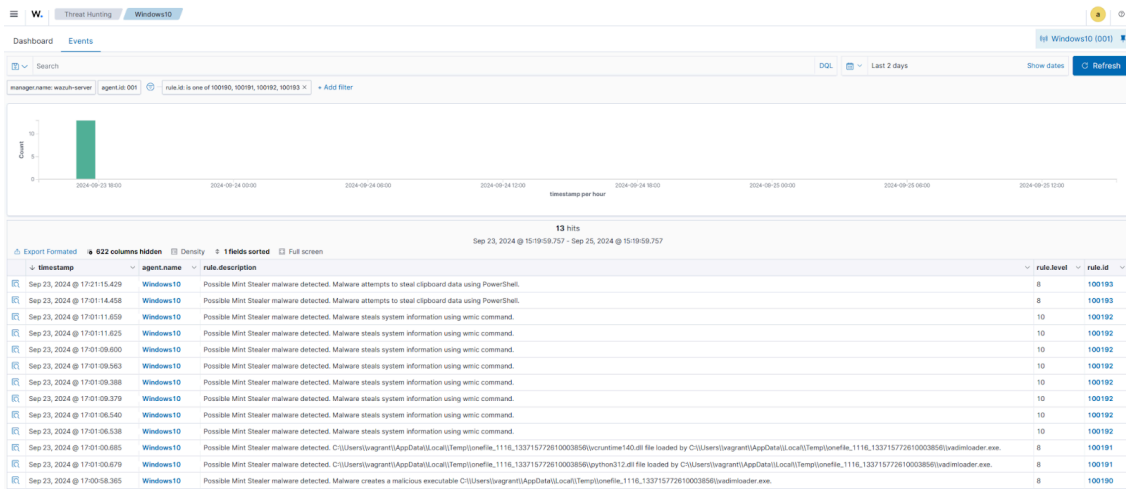 W. Threat Hunting Windows10 a
Dashboard Events Windows10 (001)
Search DQL Last 2 days Show dates Refresh
manager.name: wazuh-server agent.id: 001 rule.id: is one of 100190, 100191, 100192, 100193 × + Add filter
Count
10
5
0
2024-09-23 18:00 2024-09-24 00:00 2024-09-24 06:00 2024-09-24 12:00 2024-09-24 18:00 2024-09-25 00:00 2024-09-25 06:00 2024-09-25 12:00
timestamp per hour
13 hits
Sep 23, 2024 @ 15:19:59.757 - Sep 25, 2024 @ 15:19:59.757
Export Formated 622 columns hidden Density 1 fields sorted Full screen
timestamp agent.name rule.description rule.level rule.id
Sep 23, 2024 @ 17:21:15.429 Windows10 Possible Mint Stealer malware detected. Malware attempts to steal clipboard data using PowerShell. 8 100193
Sep 23, 2024 @ 17:01:14.458 Windows10 Possible Mint Stealer malware detected. Malware attempts to steal clipboard data using PowerShell. 8 100193
Sep 23, 2024 @ 17:01:11.659 Windows10 Possible Mint Stealer malware detected. Malware steals system information using wmic command. 10 100192
Sep 23, 2024 @ 17:01:11.625 Windows10 Possible Mint Stealer malware detected. Malware steals system information using wmic command. 10 100192
Sep 23, 2024 @ 17:01:09.600 Windows10 Possible Mint Stealer malware detected. Malware steals system information using wmic command. 10 100192
Sep 23, 2024 @ 17:01:09.563 Windows10 Possible Mint Stealer malware detected. Malware steals system information using wmic command. 10 100192
Sep 23, 2024 @ 17:01:09.388 Windows10 Possible Mint Stealer malware detected. Malware steals system information using wmic command. 10 100192
Sep 23, 2024 @ 17:01:09.379 Windows10 Possible Mint Stealer malware detected. Malware steals system information using wmic command. 10 100192
Sep 23, 2024 @ 17:01:06.540 Windows10 Possible Mint Stealer malware detected. Malware steals system information using wmic command. 10 100192
Sep 23, 2024 @ 17:01:06.538 Windows10 Possible Mint Stealer malware detected. Malware steals system information using wmic command. 10 100192
Sep 23, 2024 @ 17:01:00.685 Windows10 Possible Mint Stealer malware detected. C:\\Users\\vagrant\\AppData\\Local\\Temp\\onefile_1116_133715772610003856\\vcruntime140.dll file loaded by C:\\Users\\vagrant\\AppData\\Local\\Temp\\onefile_1116_133715772610003856\\vadimloader.exe. 8 100191
Sep 23, 2024 @ 17:01:00.679 Windows10 Possible Mint Stealer malware detected. C:\\Users\\vagrant\\AppData\\Local\\Temp\\onefile_1116_133715772610003856\\python312.dll file loaded by C:\\Users\\vagrant\\AppData\\Local\\Temp\\onefile_1116_133715772610003856\\vadimloader.exe. 8 100191
Sep 23, 2024 @ 17:00:58.365 Windows10 Possible Mint Stealer malware detected. Malware creates a malicious executable C:\\Users\\vagrant\\AppData\\Local\\Temp\\onefile_1116_133715772610003856\\vadimloader.exe. 8 100190